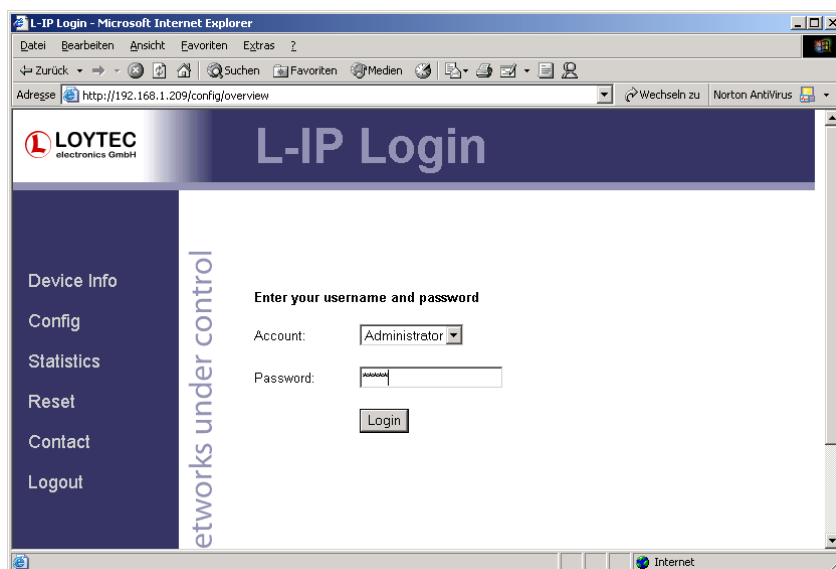 L-IP Login - Microsoft Internet Explorer
Datei Bearbeiten Ansicht Favoriten Extras ?
Zurück Suchen Favoriten Medien
Adresse http://192.168.1.209/config/overview Wechseln zu Norton AntiVirus
LOYTEC
electronics GmbH
L-IP Login
Device Info
Config
Statistics
Reset
Contact
Logout
etworks under control
Enter your username and password
Account: Administrator
Password: *****
Login
Internet